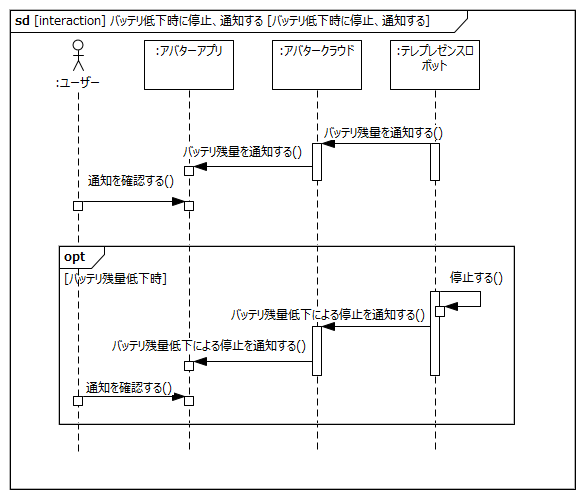 sd [interaction] バッテリ低下時に停止、通知する [バッテリ低下時に停止、通知する]
:ユーザー
:アバターアプリ
:アバタークラウド
:テレプレゼンスロ
ボット
バッテリ残量を通知する()
バッテリ残量を通知する()
通知を確認する()
opt
[バッテリ残量低下時]
停止する()
バッテリ残量低下による停止を通知する()
バッテリ残量低下による停止を通知する()
通知を確認する()